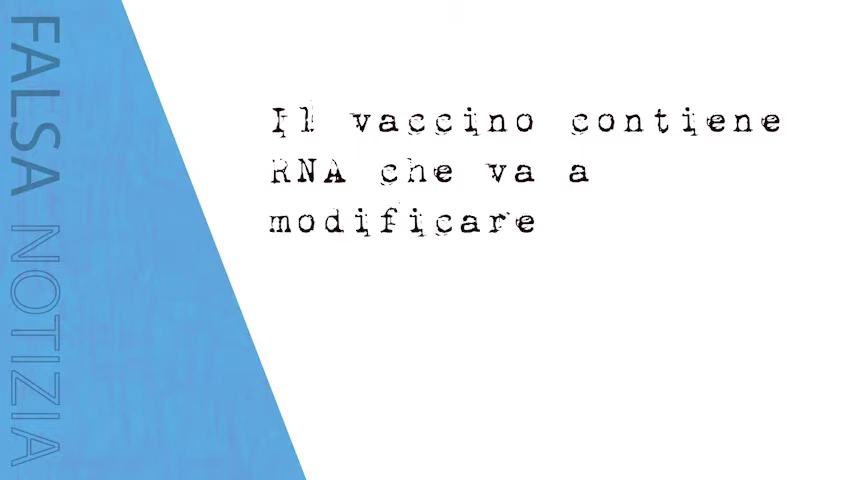 FALSA NOTIZIA
Il vaccino contiene
RNA che va a
modificare